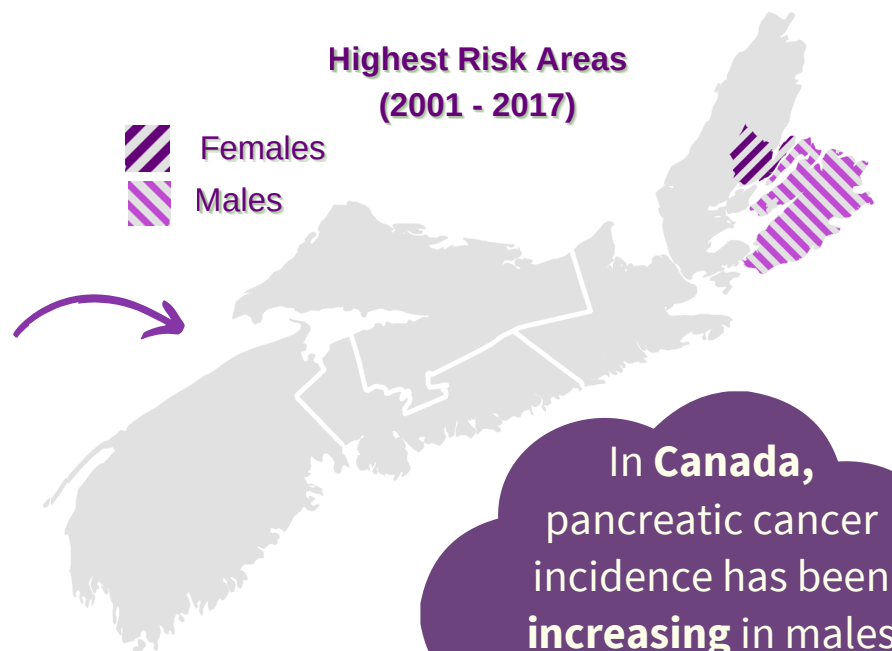 Highest Risk Areas
(2001 - 2017)
Females
Males
In Canada,
pancreatic cancer
incidence has been
increasing in males